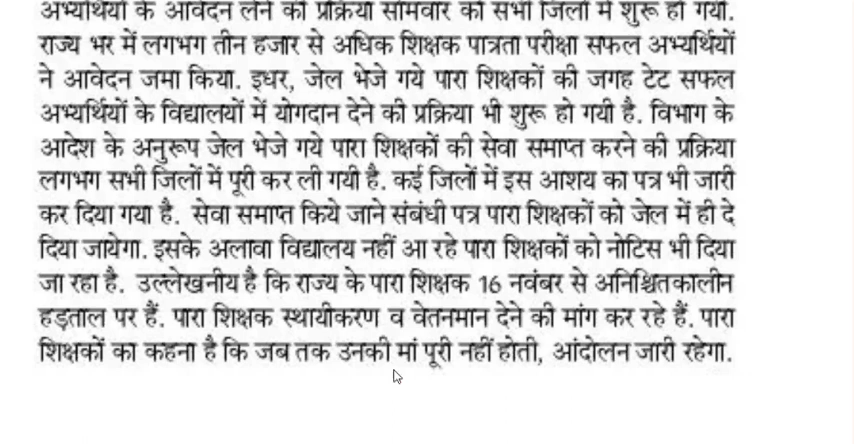 अभ्यर्थियों के आवेदन लेने की प्रक्रिया सोमवार को सभी जिलों में शुरू हो गयी.
राज्य भर में लगभग तीन हजार से अधिक शिक्षक पात्रता परीक्षा सफल अभ्यर्थियों
ने आवेदन जमा किया. इधर, जेल भेजे गये पारा शिक्षकों की जगह टेट सफल
अभ्यर्थियों के विद्यालयों में योगदान देने की प्रक्रिया भी शुरू हो गयी है. विभाग के
आदेश के अनुरूप जेल भेजे गये पारा शिक्षकों की सेवा समाप्त करने की प्रक्रिया
लगभग सभी जिलों में पूरी कर ली गयी है. कई जिलों में इस आशय का पत्र भी जारी
कर दिया गया है. सेवा समाप्त किये जाने संबंधी पत्र पारा शिक्षकों को जेल में ही दे
दिया जायेगा. इसके अलावा विद्यालय नहीं आ रहे पारा शिक्षकों को नोटिस भी दिया
जा रहा है. उल्लेखनीय है कि राज्य के पारा शिक्षक 16 नवंबर से अनिश्चितकालीन
हड़ताल पर हैं. पारा शिक्षक स्थायीकरण व वेतनमान देने की मांग कर रहे हैं. पारा
शिक्षकों का कहना है कि जब तक उनकी मां पूरी नहीं होती, आंदोलन जारी रहेगा.